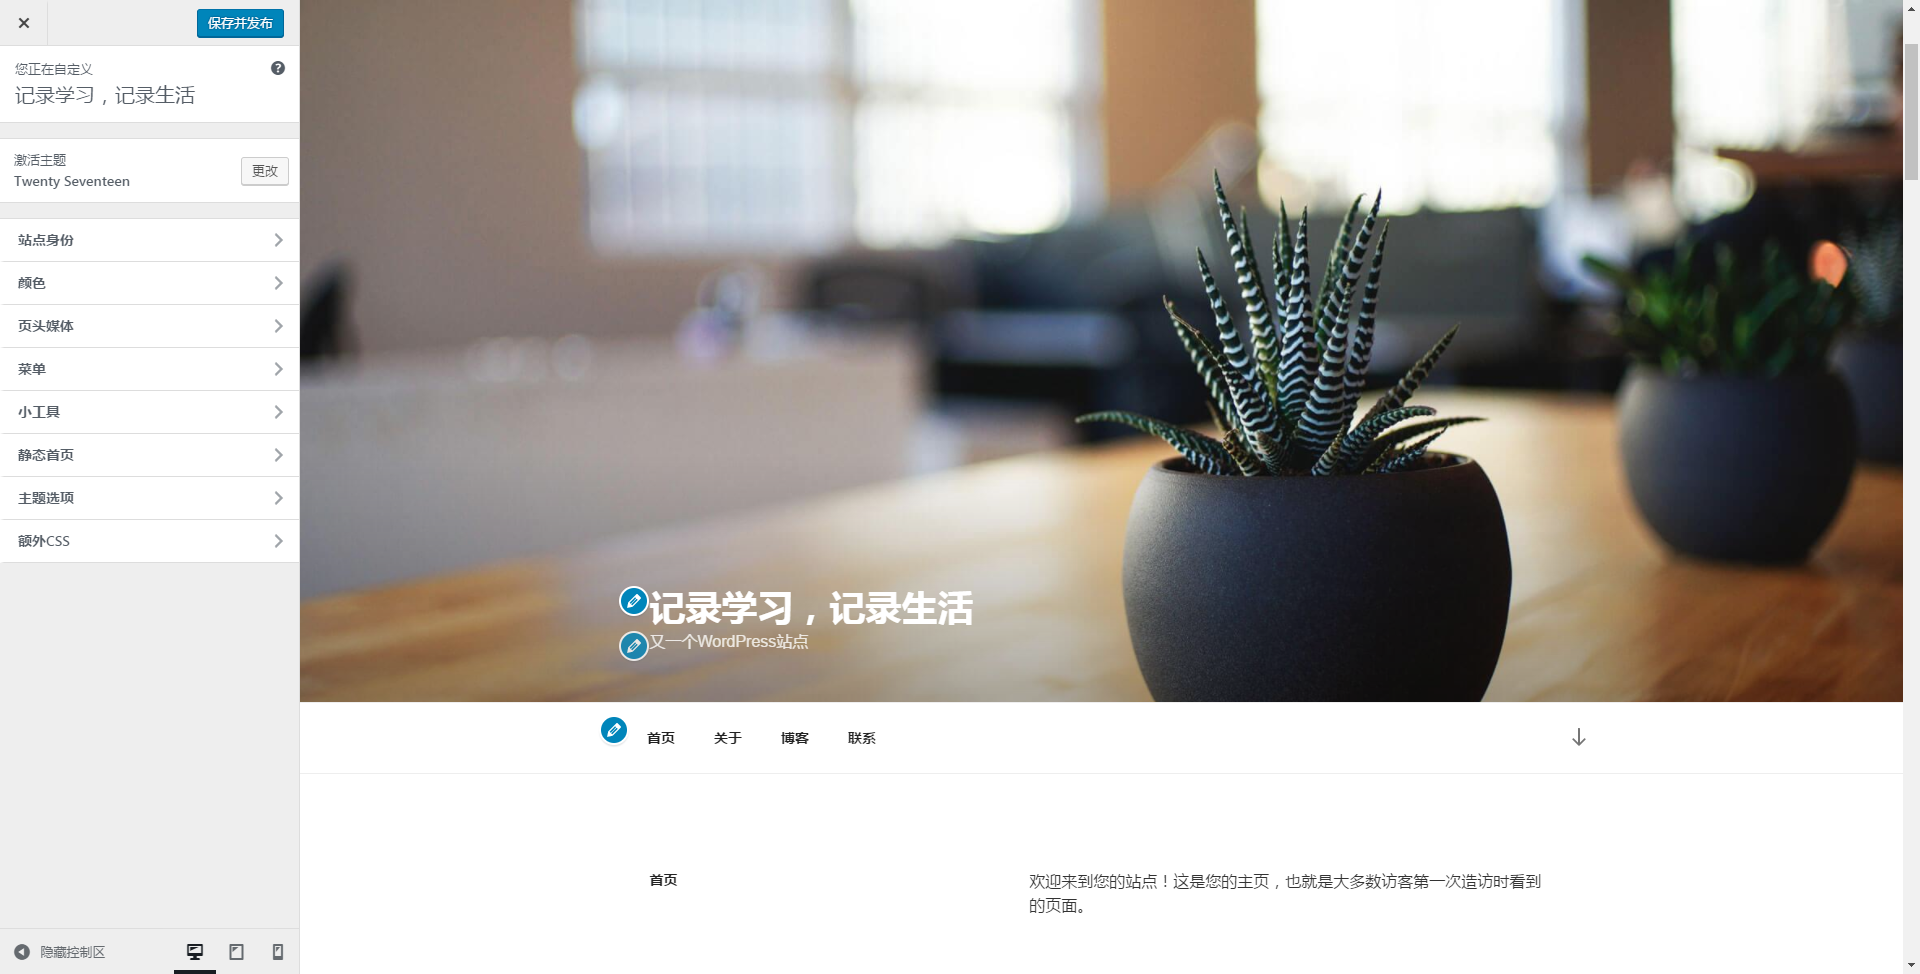 保存并发布
您正在自定义
记录学习，记录生活
激活主题
Twenty Seventeen
更改
站点身份
颜色
页头媒体
菜单
小工具
静态首页
主题选项
额外CSS
隐藏控制区
记录学习，记录生活
又一个WordPress站点
首页 关于 博客 联系
首页
欢迎来到您的站点！这是您的主页，也就是大多数访客第一次造访时看到
的页面。